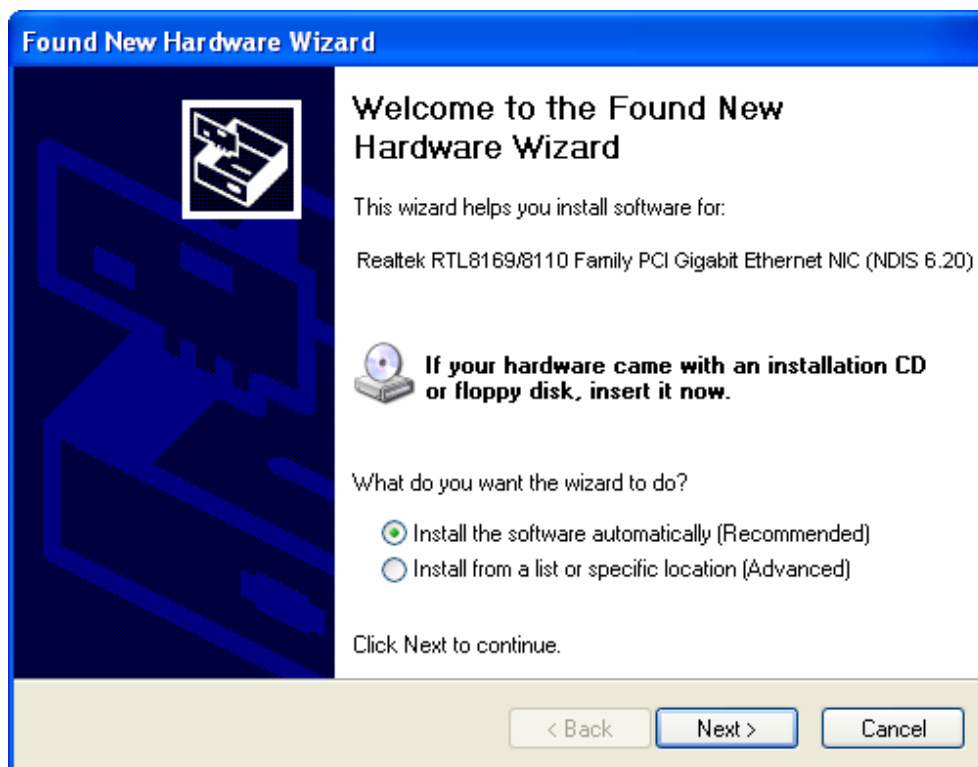 Found New Hardware Wizard
Welcome to the Found New
Hardware Wizard
This wizard helps you install software for:
Realtek RTL8169/8110 Family PCI Gigabit Ethernet NIC (NDIS 6.20)
If your hardware came with an installation CD
or floppy disk, insert it now.
What do you want the wizard to do?
Install the software automatically (Recommended)
Install from a list or specific location (Advanced)
Click Next to continue.
< Back
Next >
Cancel